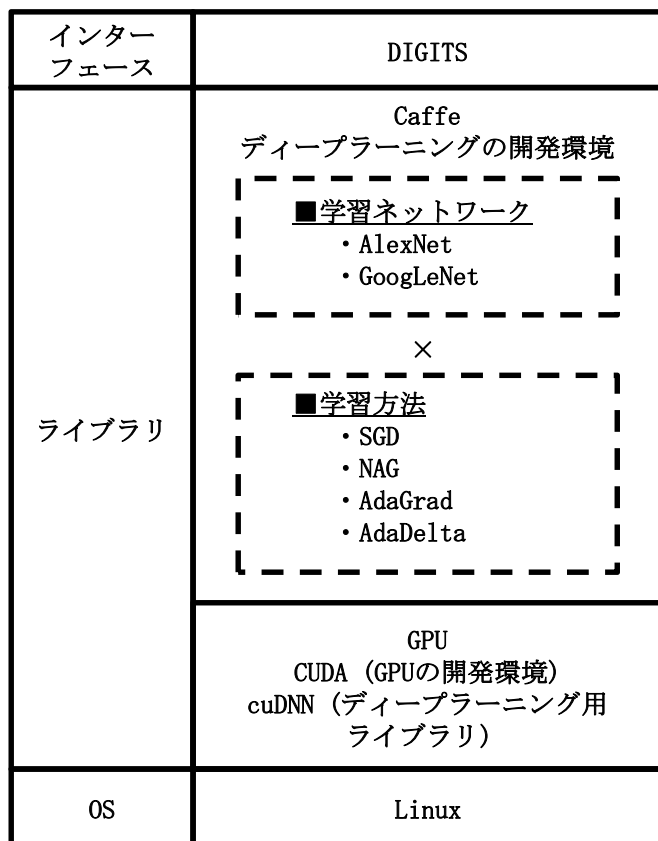 インター
フェース
DIGITS
ライブラリ
Caffe
ディープラーニングの開発環境
■学習ネットワーク
・AlexNet
・GoogLeNet
×
■学習方法
・SGD
・NAG
・AdaGrad
・AdaDelta
GPU
CUDA (GPUの開発環境)
cuDNN (ディープラーニング用
ライブラリ)
OS
Linux